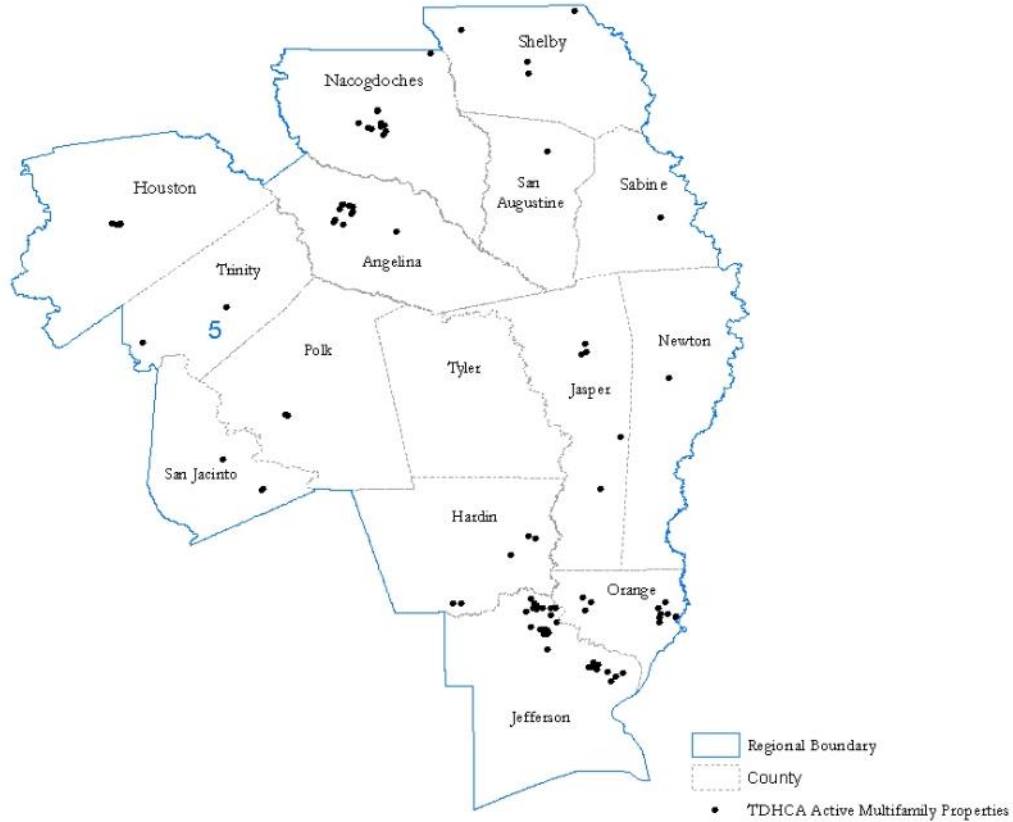 Shelby
Nacogdoches
Houston
San
Augustine
Sabine
Angelina
Trinity
5
Polk
Tyler
Newton
Jasper
San Jacinto
Hardin
Orange
Jefferson
Regional Boundary
County
TDHCA Active Multifamily Properties